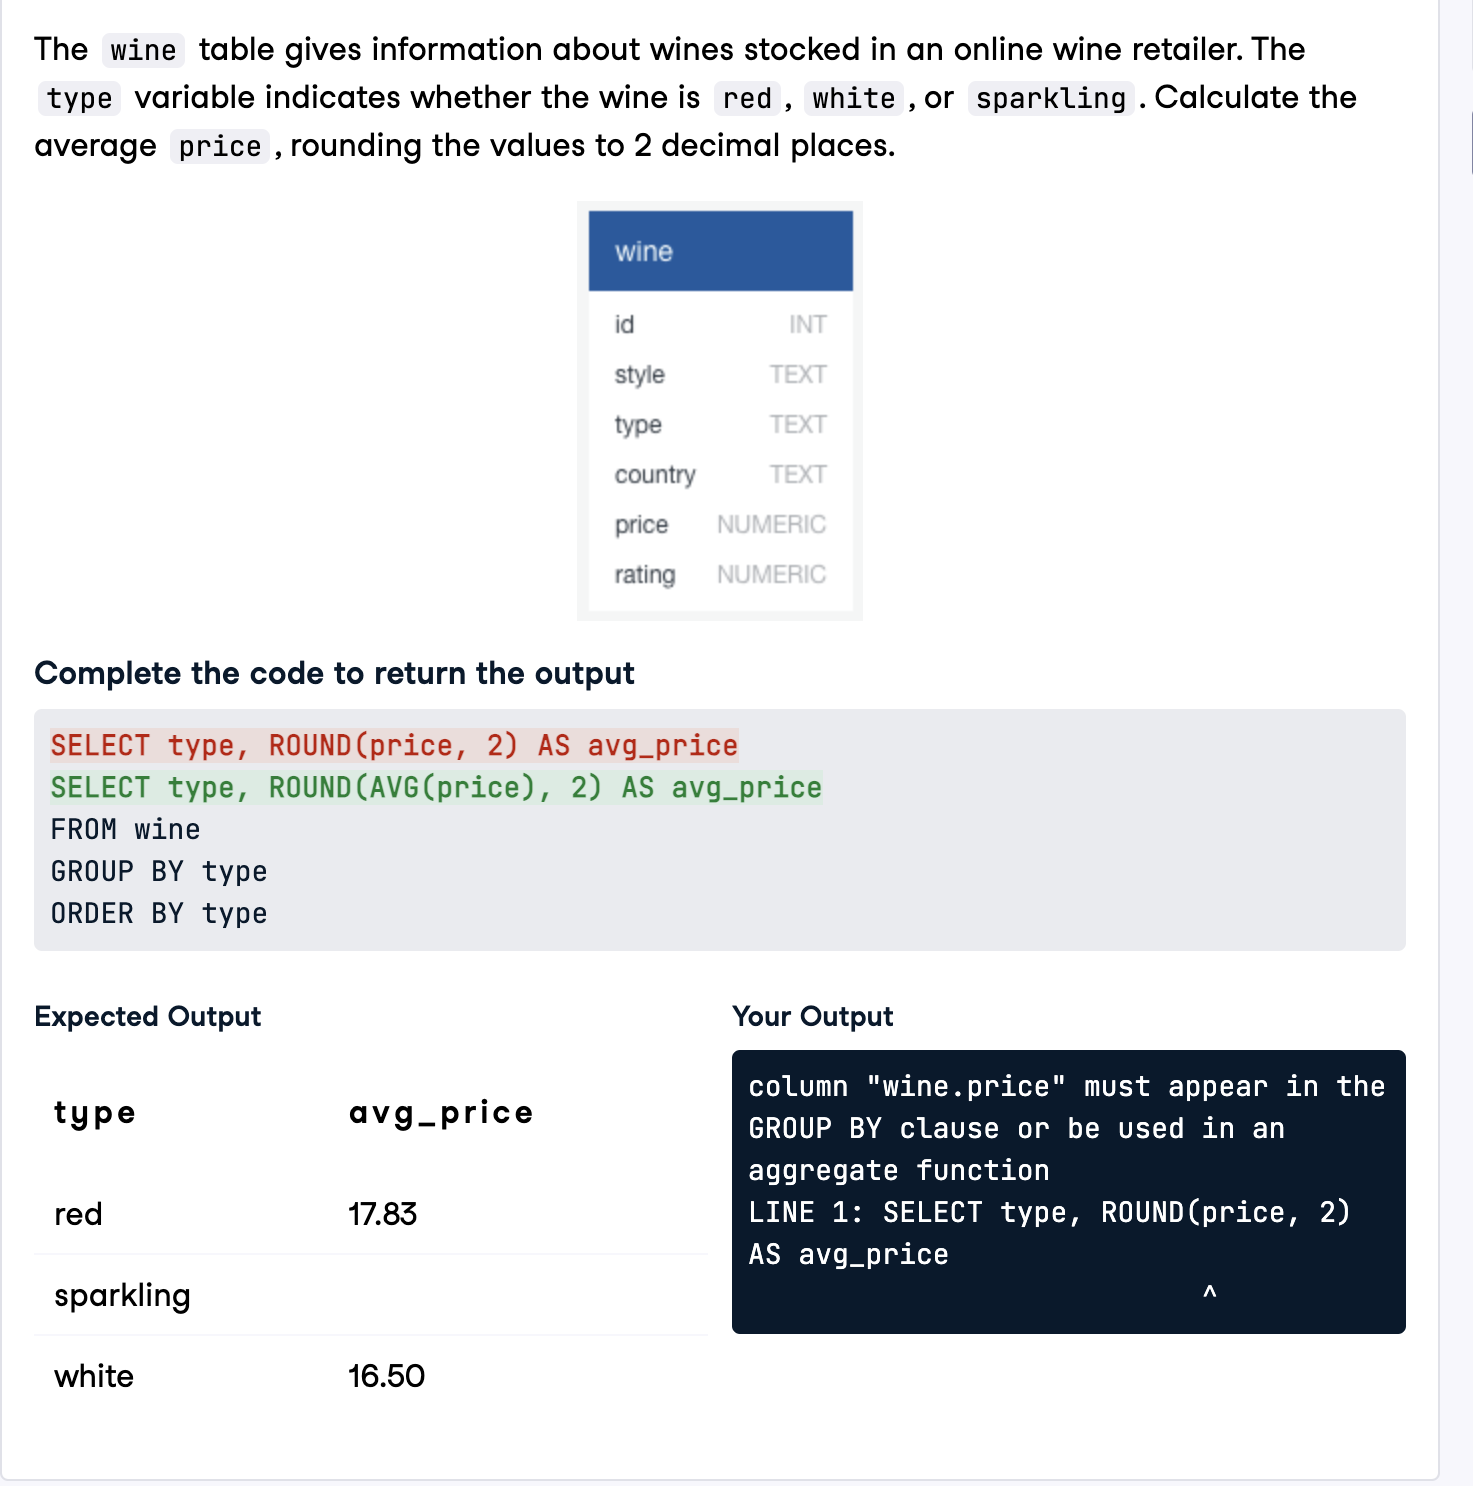 The wine table gives information about wines stocked in an online wine retailer. The
type variable indicates whether the wine is red, white, or sparkling. Calculate the
average price, rounding the values to 2 decimal places.
wine
id INT
style TEXT
type TEXT
country TEXT
price NUMERIC
rating NUMERIC
Complete the code to return the output
SELECT type, ROUND(price, 2) AS avg_price
SELECT type, ROUND(AVG(price), 2) AS avg_price
FROM wine
GROUP BY type
ORDER BY type
Expected Output
type avg_price
red 17.83
sparkling
white 16.50
Your Output
column "wine.price" must appear in the
GROUP BY clause or be used in an
aggregate function
LINE 1: SELECT type, ROUND(price, 2)
AS avg_price
^